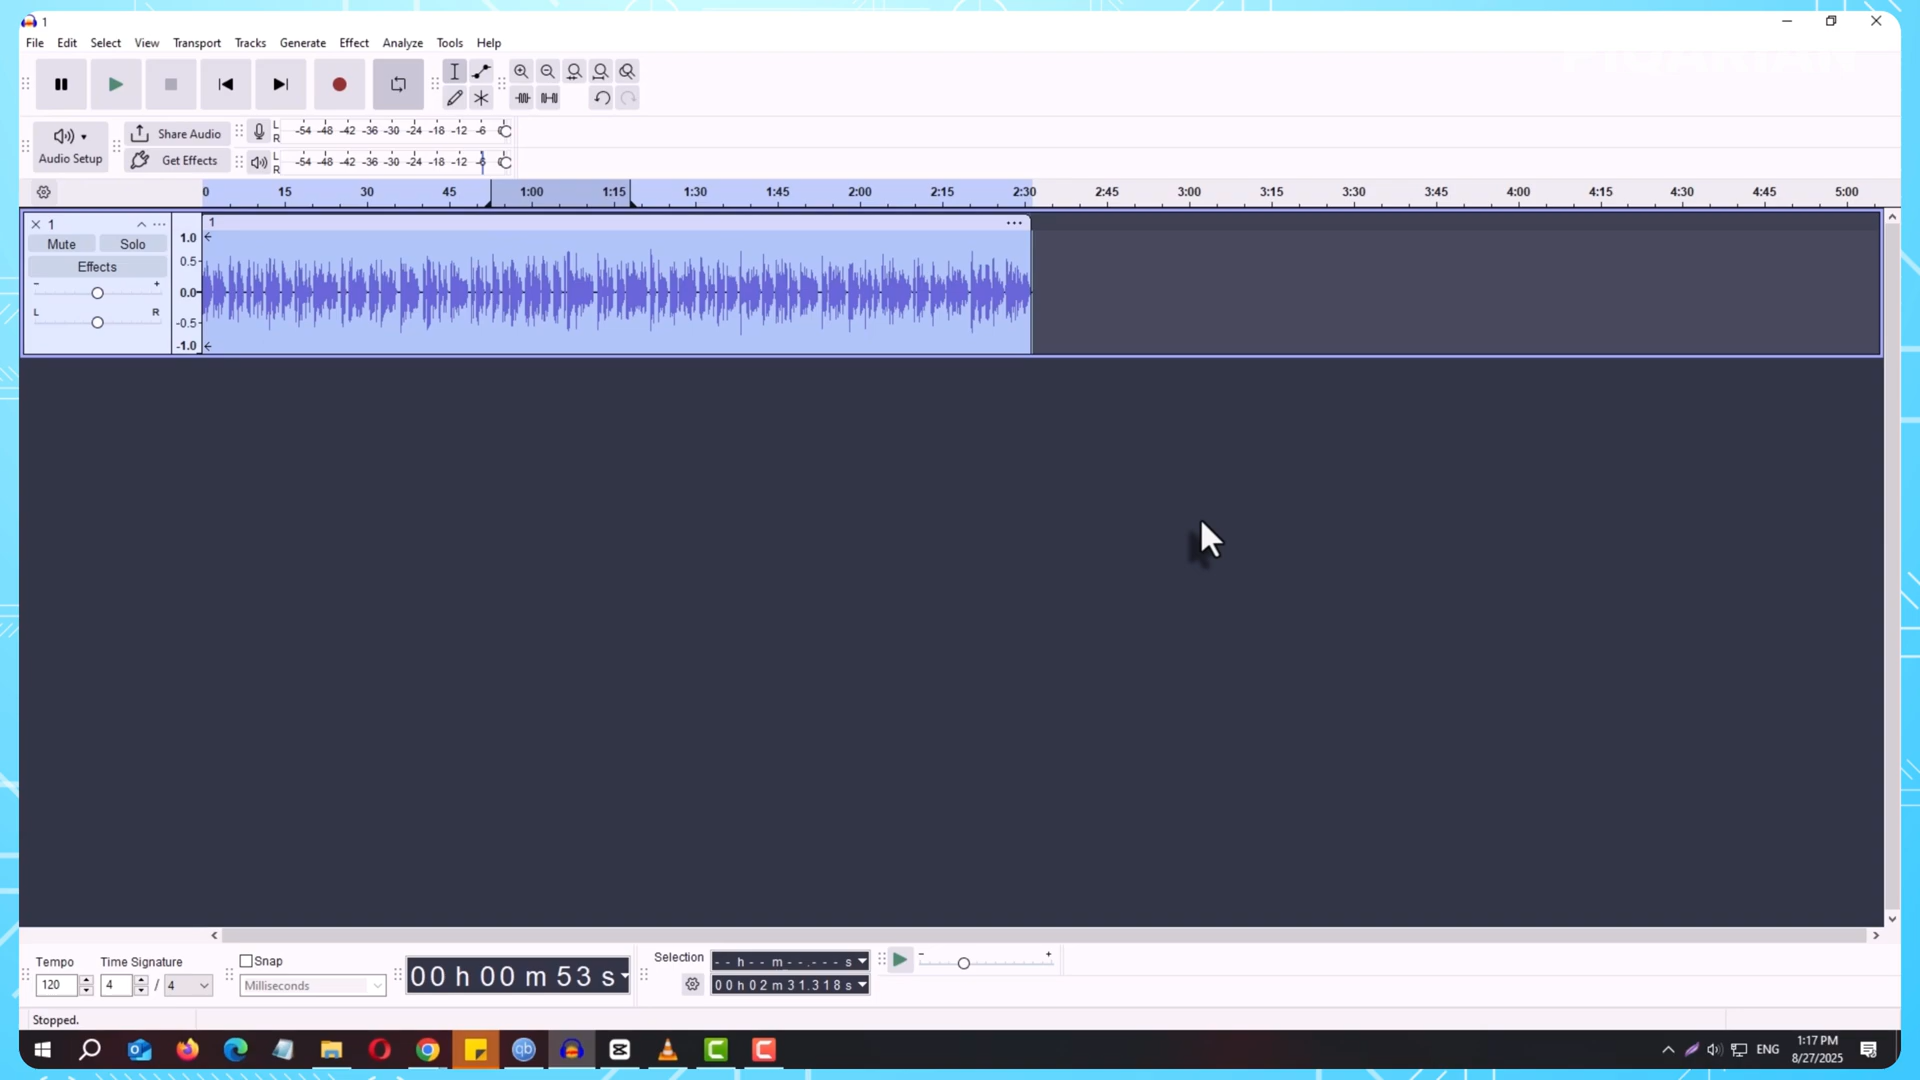 1
File Edit Select View Transport Tracks Generate Effect Analyze Tools Help
Audio Setup
Share Audio
Get Effects
L
R
-54 -48 -42 -36 -30 -24 -18 -12 -6
L
R
-54 -48 -42 -36 -30 -24 -18 -12 -6
0 15 30 45 1:00 1:15 1:30 1:45 2:00 2:15 2:30 2:45 3:00 3:15 3:30 3:45 4:00 4:15 4:30 4:45 5:00
1
Mute Solo
Effects
- +
L R
1.0
0.5
0.0
-0.5
-1.0
1
Tempo
120
Time Signature
4 / 4
Snap
Milliseconds
00 h 00 m 53 s
Selection
-- h -- m --.--- s
00 h 02 m 31.318 s
- +
Stopped.
ENG
1:17 PM
8/27/2025